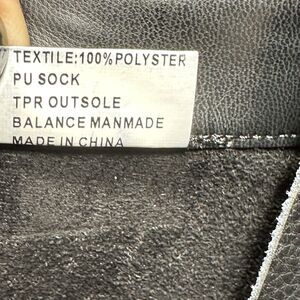 TEXTILE:100%POLYSTER
PU SOCK
TPR OUTSOLE
BALANCE MANMADE
MADE IN CHINA